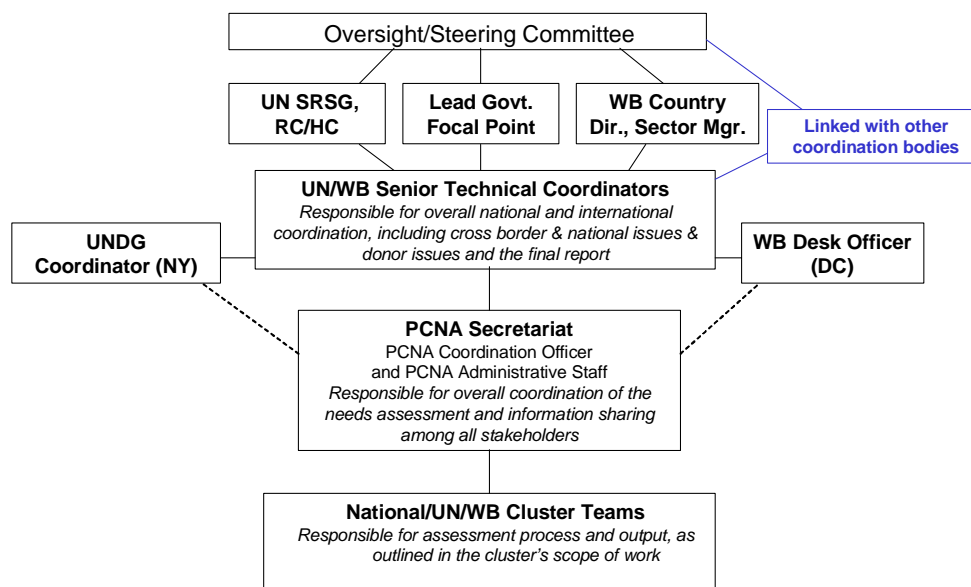 Oversight/Steering Committee
UN SRSG,
RC/HC
Lead Govt.
Focal Point
WB Country
Dir., Sector Mgr.
Linked with other
coordination bodies
UN/WB Senior Technical Coordinators
Responsible for overall national and international
coordination, including cross border & national issues &
donor issues and the final report
UNDG
Coordinator (NY)
WB Desk Officer
(DC)
PCNA Secretariat
PCNA Coordination Officer
and PCNA Administrative Staff
Responsible for overall coordination of the
needs assessment and information sharing
among all stakeholders
National/UN/WB Cluster Teams
Responsible for assessment process and output, as
outlined in the cluster's scope of work